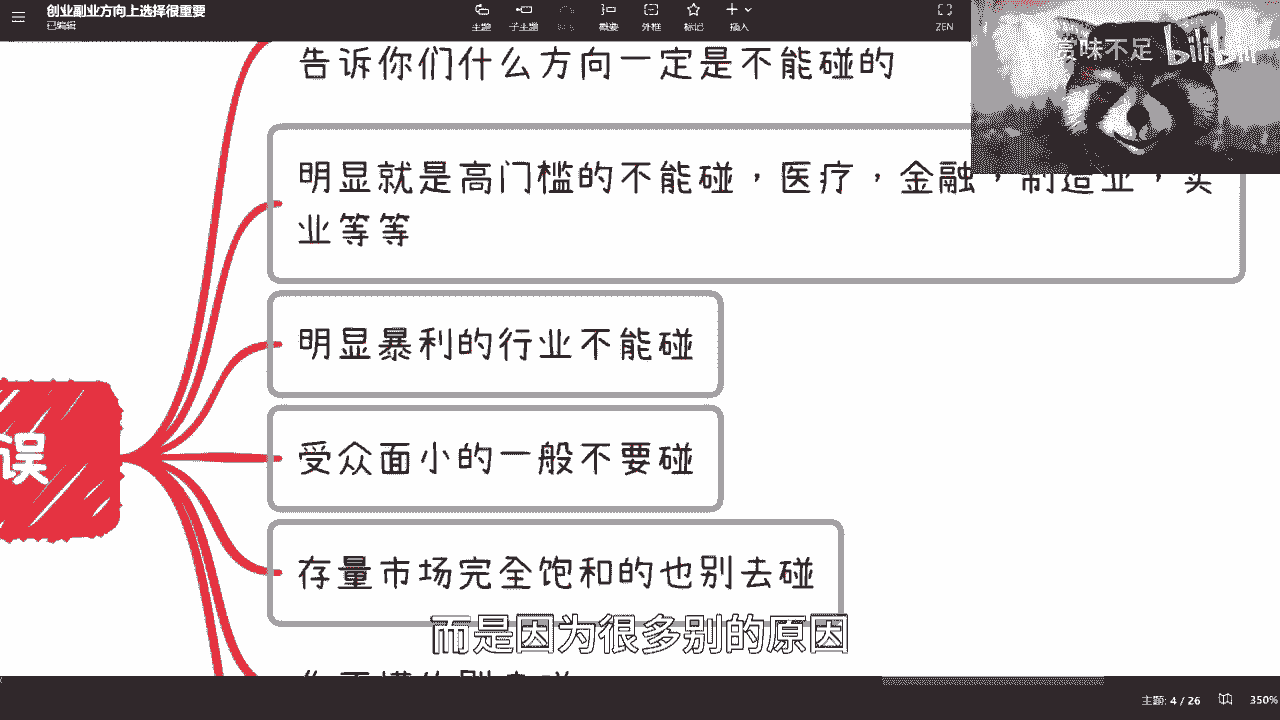 创业副业方向上选择很重要
已编辑
主题
子主题
概要
外框
标记
插入
ZEN
赏味不足 bilibili
告诉你们什么方向一定是不能碰的
明显就是高门槛的不能碰，医疗，金融，制造业，实
业等等
明显暴利的行业不能碰
受众面小的一般不要碰
误
存量市场完全饱和的也别去碰
而是因为很多别的原因
主题: 4 / 26
350%